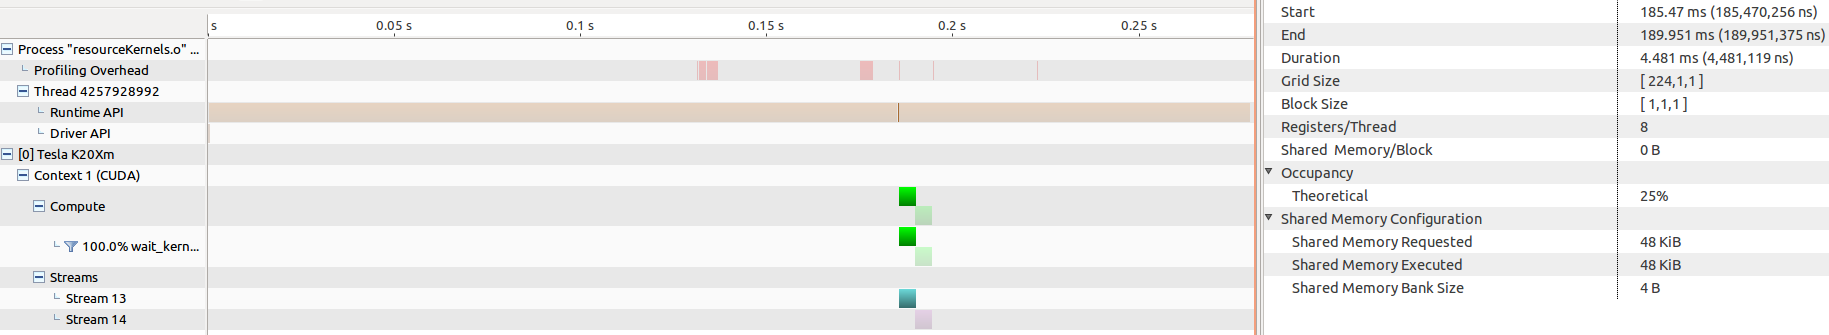 s 0.05 s 0.1 s 0.15 s 0.2 s 0.25 s
Process "resourceKernels.o" ...
Profiling Overhead
Thread 4257928992
Runtime API
Driver API
[0] Tesla K20Xm
Context 1 (CUDA)
Compute
100.0% wait_kern...
Streams
Stream 13
Stream 14
Start 185.47 ms (185,470,256 ns)
End 189.951 ms (189,951,375 ns)
Duration 4.481 ms (4,481,119 ns)
Grid Size [ 224,1,1 ]
Block Size [ 1,1,1 ]
Registers/Thread 8
Shared Memory/Block 0 B
Occupancy
Theoretical 25%
Shared Memory Configuration
Shared Memory Requested 48 KiB
Shared Memory Executed 48 KiB
Shared Memory Bank Size 4 B